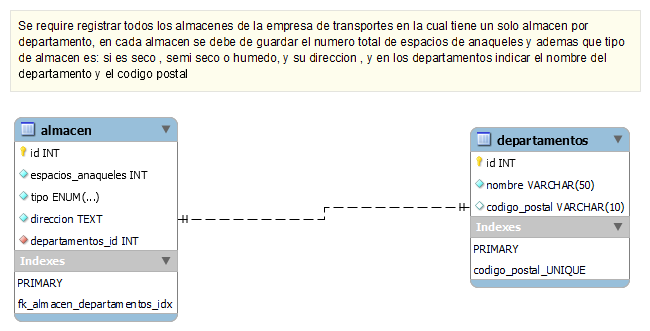 Se require registrar todos los almacenes de la empresa de transportes en la cual tiene un solo almacen por
departamento, en cada almacen se debe de guardar el numero total de espacios de anaqueles y ademas que tipo
de almacen es: si es seco , semi seco o humedo, y su direccion , y en los departamentos indicar el nombre del
departamento y el codigo postal
almacen
id INT
espacios_anaqueles INT
tipo ENUM(...)
direccion TEXT
departamentos_id INT
Indexes
PRIMARY
fk_almacen_departamentos_idx
departamentos
id INT
nombre VARCHAR(50)
codigo_postal VARCHAR(10)
Indexes
PRIMARY
codigo_postal_UNIQUE